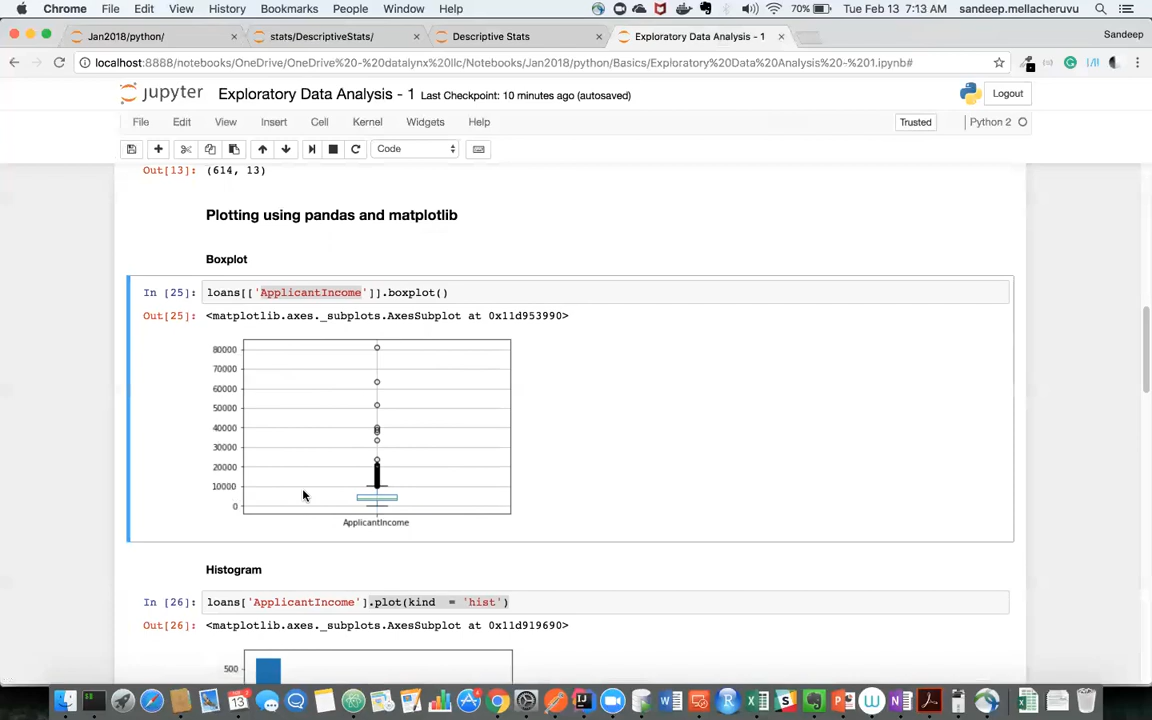 Chrome File Edit View History Bookmarks People Window Help 70% Tue Feb 13 7:13 AM sandeep.mellacheruvu
Jan2018/python/ stats/DescriptiveStats/ Descriptive Stats Exploratory Data Analysis - 1 Sandeep
localhost:8888/notebooks/OneDrive/OneDrive%20-%20datalynx%20llc/Notebooks/Jan2018/python/Basics/Exploratory%20Data%20Analysis%20-%201.ipynb#
jupyter Exploratory Data Analysis - 1 Last Checkpoint: 10 minutes ago (autosaved) Logout
File Edit View Insert Cell Kernel Widgets Help Trusted Python 2
Code
Out[13]: (614, 13)
Plotting using pandas and matplotlib
Boxplot
In [25]: loans[['ApplicantIncome']].boxplot()
Out[25]: <matplotlib.axes._subplots.AxesSubplot at 0x11d953990>
80000
70000
60000
50000
40000
30000
20000
10000
0
ApplicantIncome
Histogram
In [26]: loans['ApplicantIncome'].plot(kind = 'hist')
Out[26]: <matplotlib.axes._subplots.AxesSubplot at 0x11d919690>
500